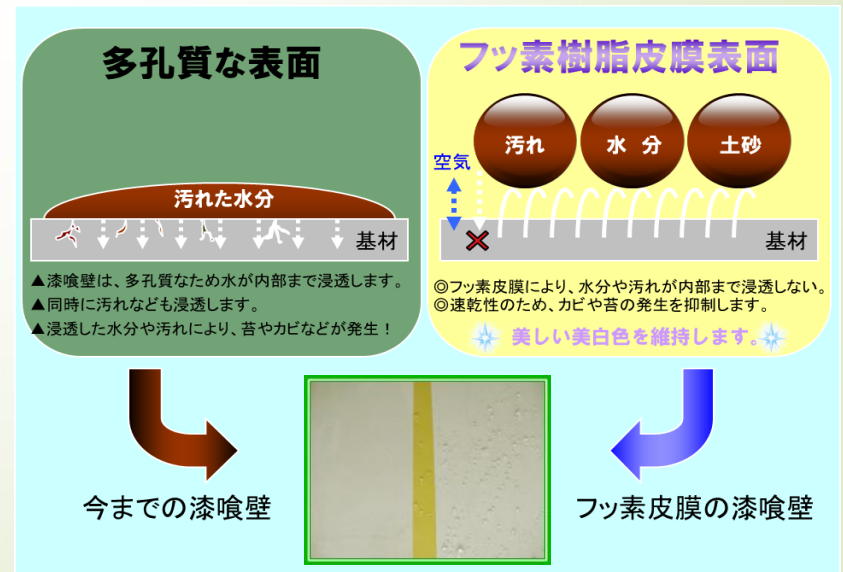 多孔質な表面
汚れた水分
基材
▲漆喰壁は、多孔質なため水が内部まで浸透します。
▲同時に汚れなども浸透します。
▲浸透した水分や汚れにより、苔やカビなどが発生！
フッ素樹脂皮膜表面
汚れ
水 分
土砂
空気
基材
◎フッ素皮膜により、水分や汚れが内部まで浸透しない。
◎速乾性のため、カビや苔の発生を抑制します。
美しい美白色を維持します。
今までの漆喰壁
フッ素皮膜の漆喰壁